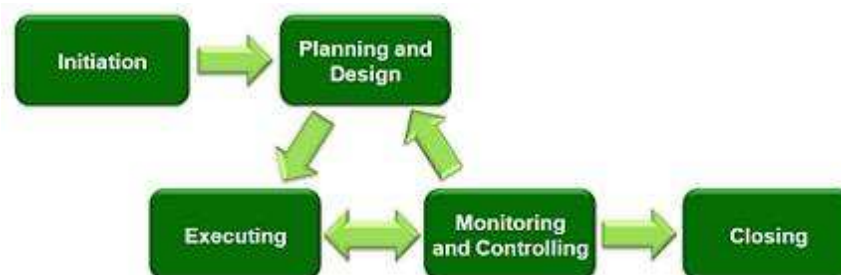 Initiation
Planning and
Design
Executing
Monitoring
and Controlling
Closing